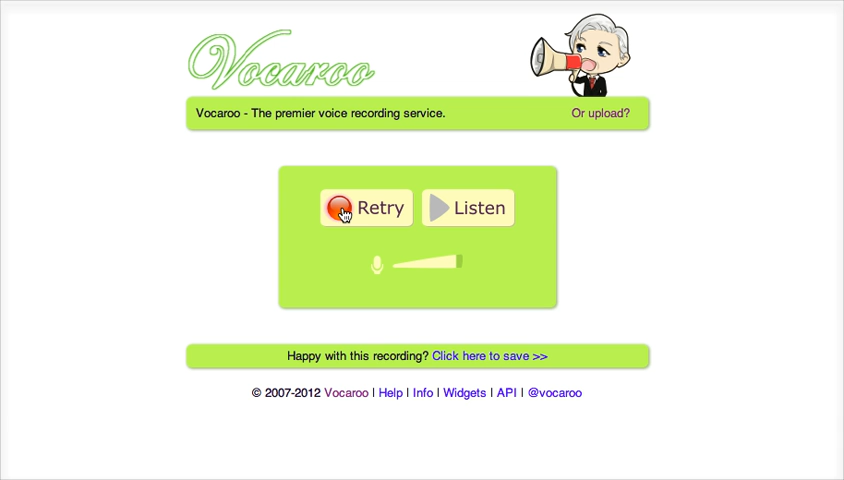 Vocaroo
Vocaroo - The premier voice recording service. Or upload?
Retry Listen
Happy with this recording? Click here to save >>
© 2007-2012 Vocaroo | Help | Info | Widgets | API | @vocaroo